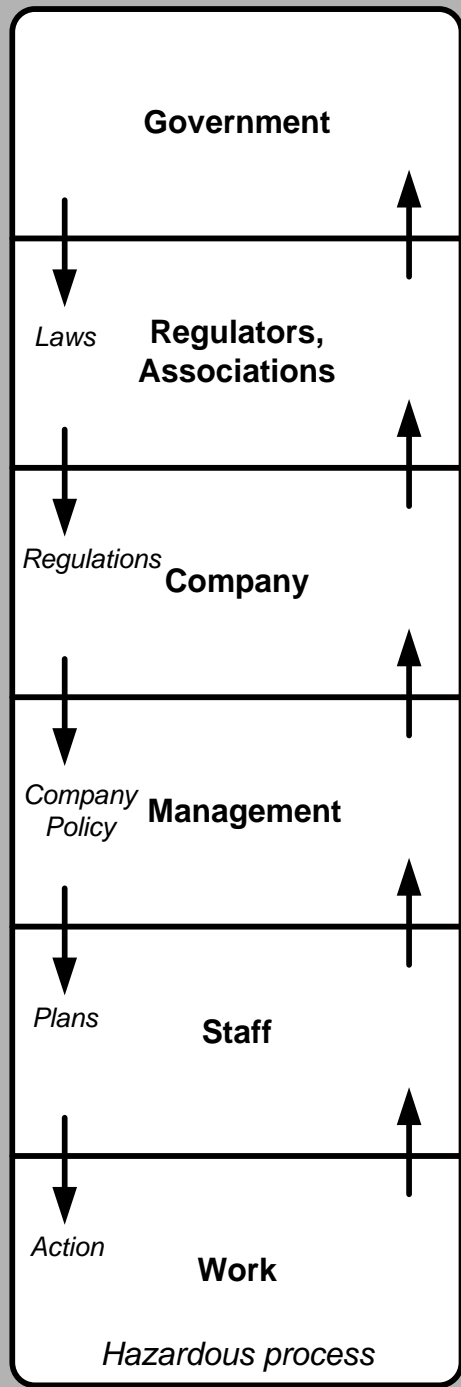 Government
Laws
Regulators,
Associations
Regulations
Company
Company
Policy
Management
Plans
Staff
Action
Work
Hazardous process